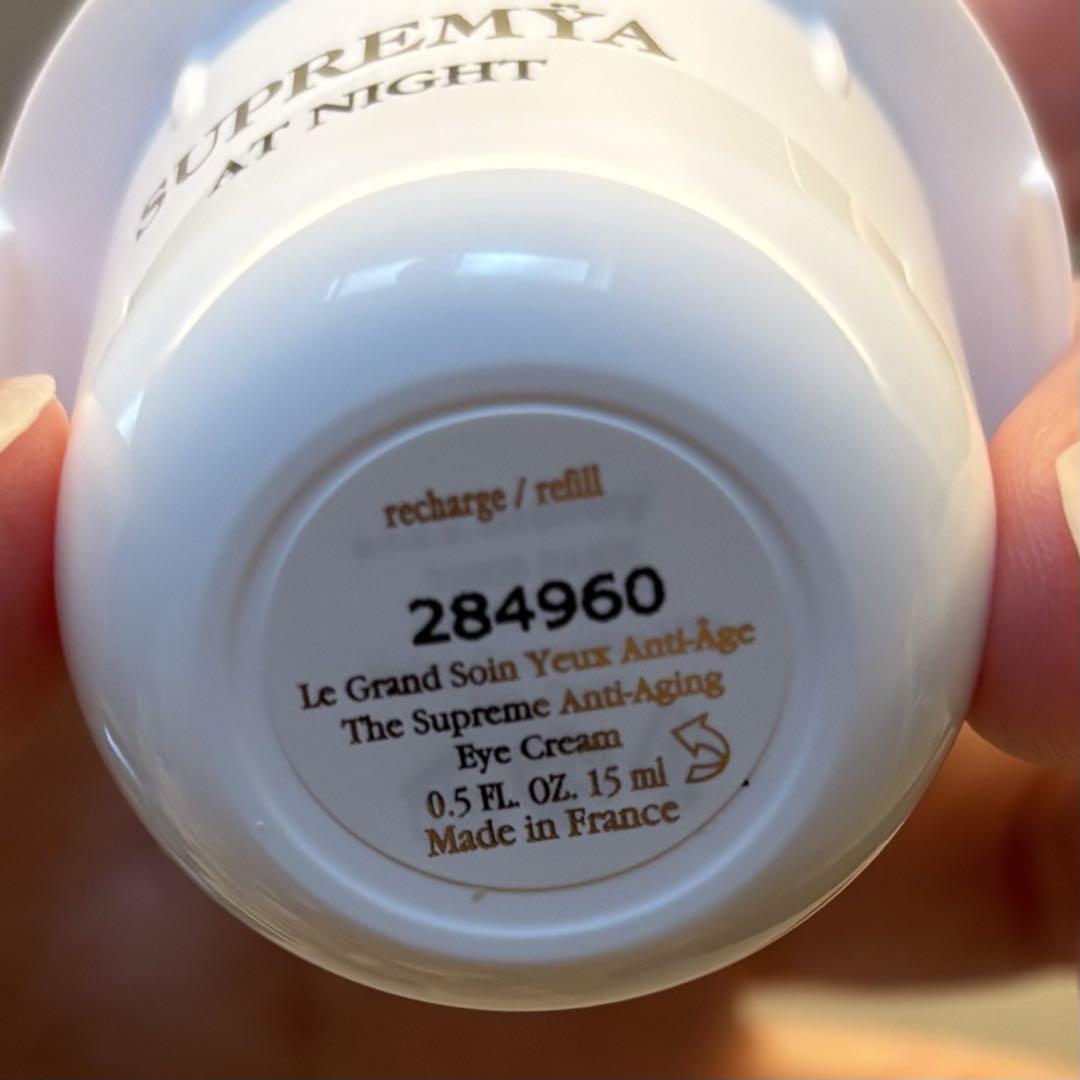 SUPREMŸA
AT NIGHT
recharge / refill
284960
Le Grand Soin Yeux Anti-Âge
The Supreme Anti-Aging
Eye Cream
0.5 FL. OZ. 15 ml
Made in France